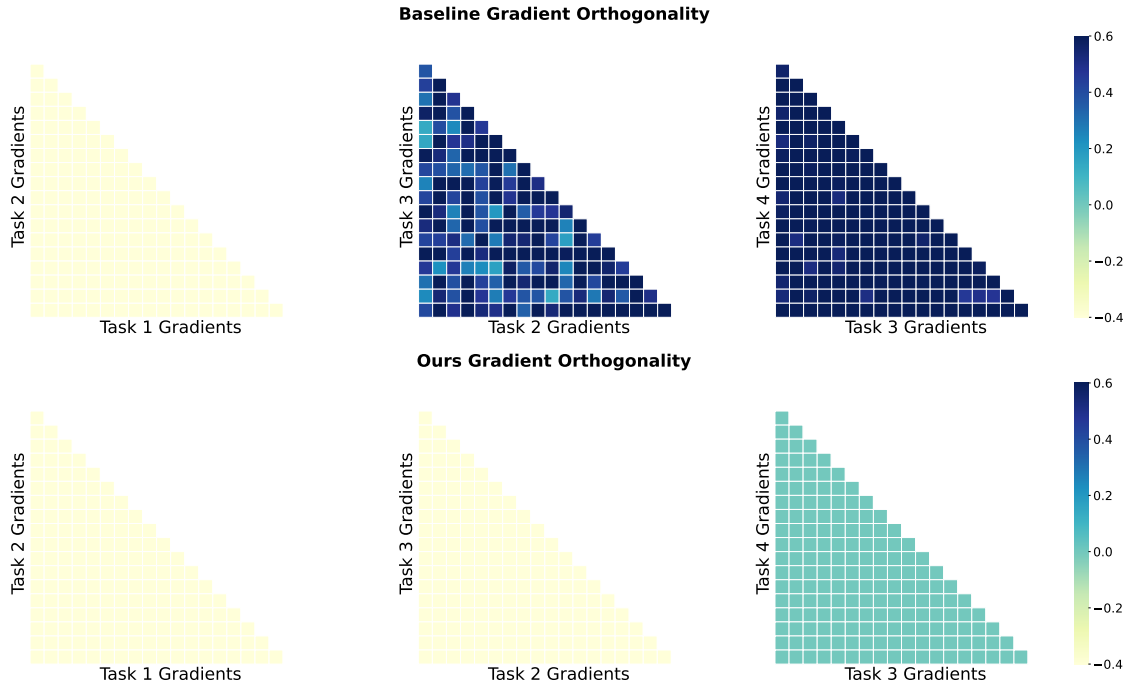 Baseline Gradient Orthogonality
Task 2 Gradients
Task 1 Gradients
Task 3 Gradients
Task 2 Gradients
Task 4 Gradients
Task 3 Gradients
0.6
0.4
0.2
0.0
−0.2
−0.4
Ours Gradient Orthogonality
Task 2 Gradients
Task 1 Gradients
Task 3 Gradients
Task 2 Gradients
Task 4 Gradients
Task 3 Gradients
0.6
0.4
0.2
0.0
−0.2
−0.4